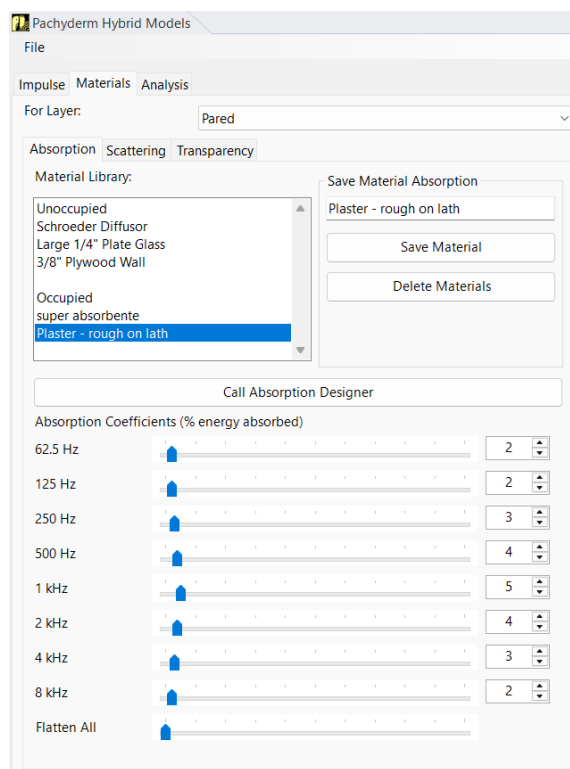 Pachyderm Hybrid Models
File
Impulse Materials Analysis
For Layer: Pared
Absorption Scattering Transparency
Material Library:
Unoccupied
Schroeder Diffusor
Large 1/4" Plate Glass
3/8" Plywood Wall
Occupied
super absorbente
Plaster - rough on lath
Save Material Absorption
Plaster - rough on lath
Save Material
Delete Materials
Call Absorption Designer
Absorption Coefficients (% energy absorbed)
62.5 Hz 2
125 Hz 2
250 Hz 3
500 Hz 4
1 kHz 5
2 kHz 4
4 kHz 3
8 kHz 2
Flatten All